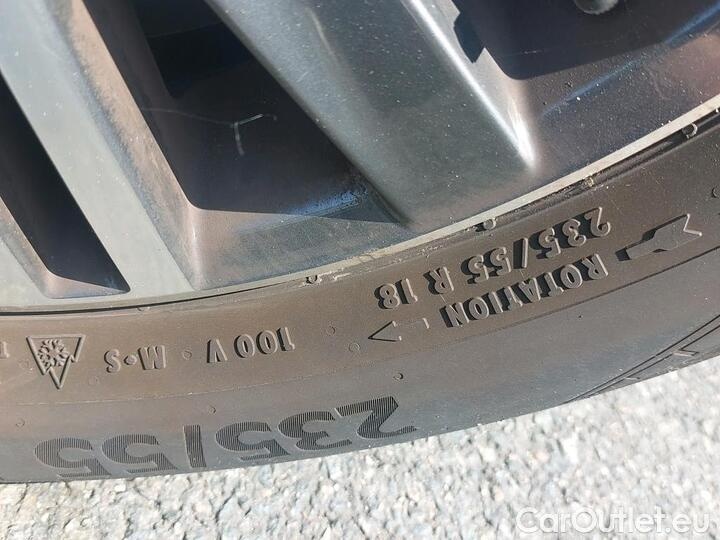 235/55 R 18
ROTATION
100 V M•S
235/55
CarOutlet.eu